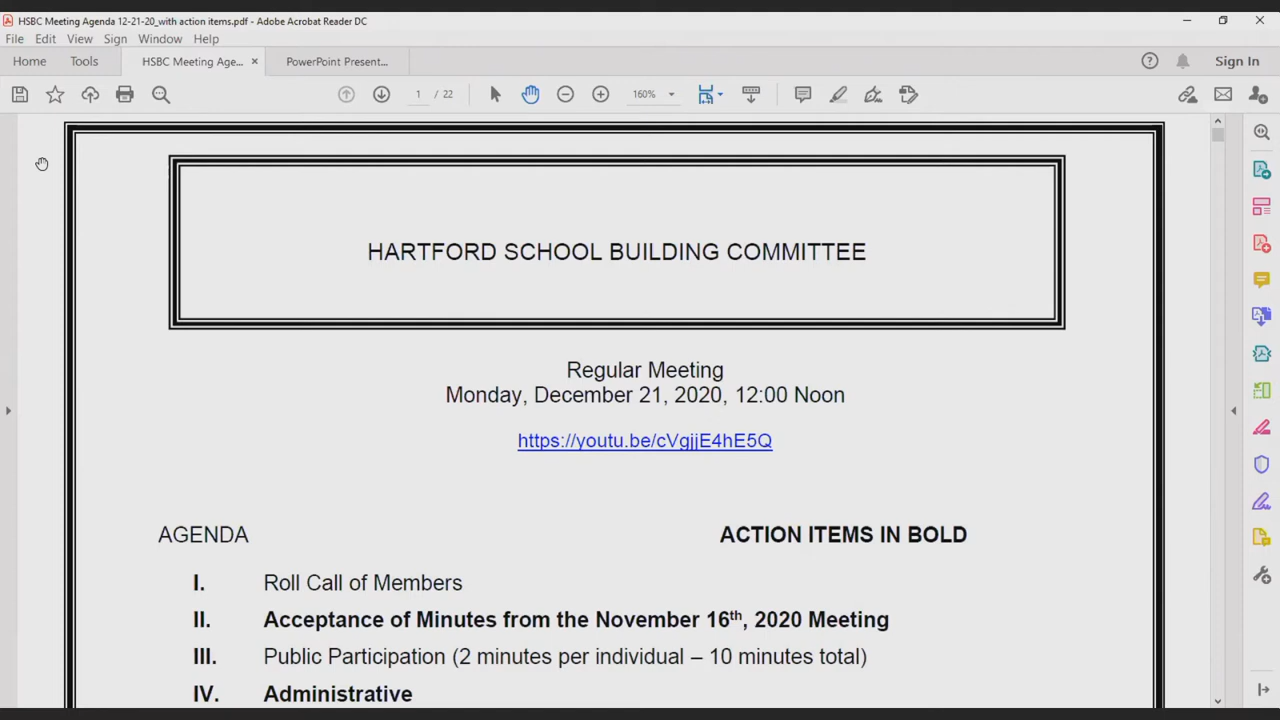 HSBC Meeting Agenda 12-21-20_with action items.pdf - Adobe Acrobat Reader DC
File Edit View Sign Window Help
Home Tools HSBC Meeting Age... × PowerPoint Present... Sign In
1 / 22 160%
HARTFORD SCHOOL BUILDING COMMITTEE
Regular Meeting
Monday, December 21, 2020, 12:00 Noon
https://youtu.be/cVgjjE4hE5Q
AGENDA ACTION ITEMS IN BOLD
I. Roll Call of Members
II. Acceptance of Minutes from the November 16th, 2020 Meeting
III. Public Participation (2 minutes per individual – 10 minutes total)
IV. Administrative